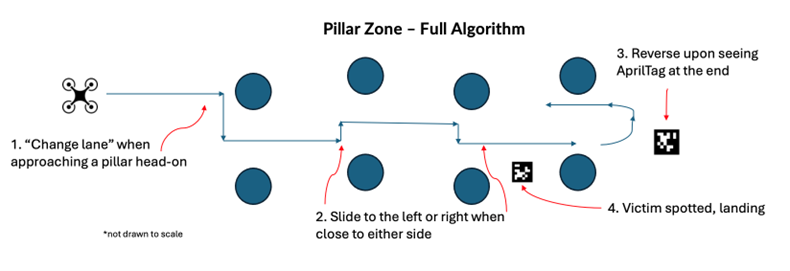 Pillar Zone – Full Algorithm
3. Reverse upon seeing
AprilTag at the end
1. “Change lane” when
approaching a pillar head-on
2. Slide to the left or right when
close to either side
4. Victim spotted, landing
*not drawn to scale